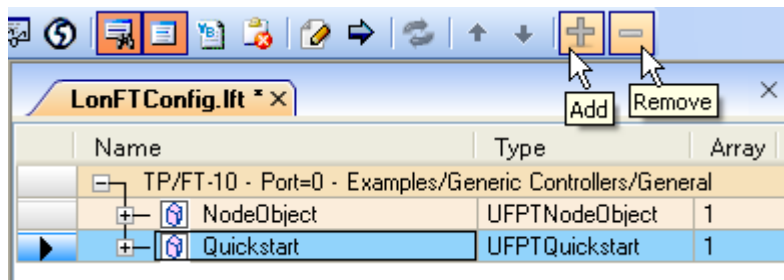 Add
Remove
LonFTConfig.lft *
Name Type Array
TP/FT-10 - Port=0 - Examples/Generic Controllers/General
NodeObject UFPTNodeObject 1
Quickstart UFPTQuickstart 1